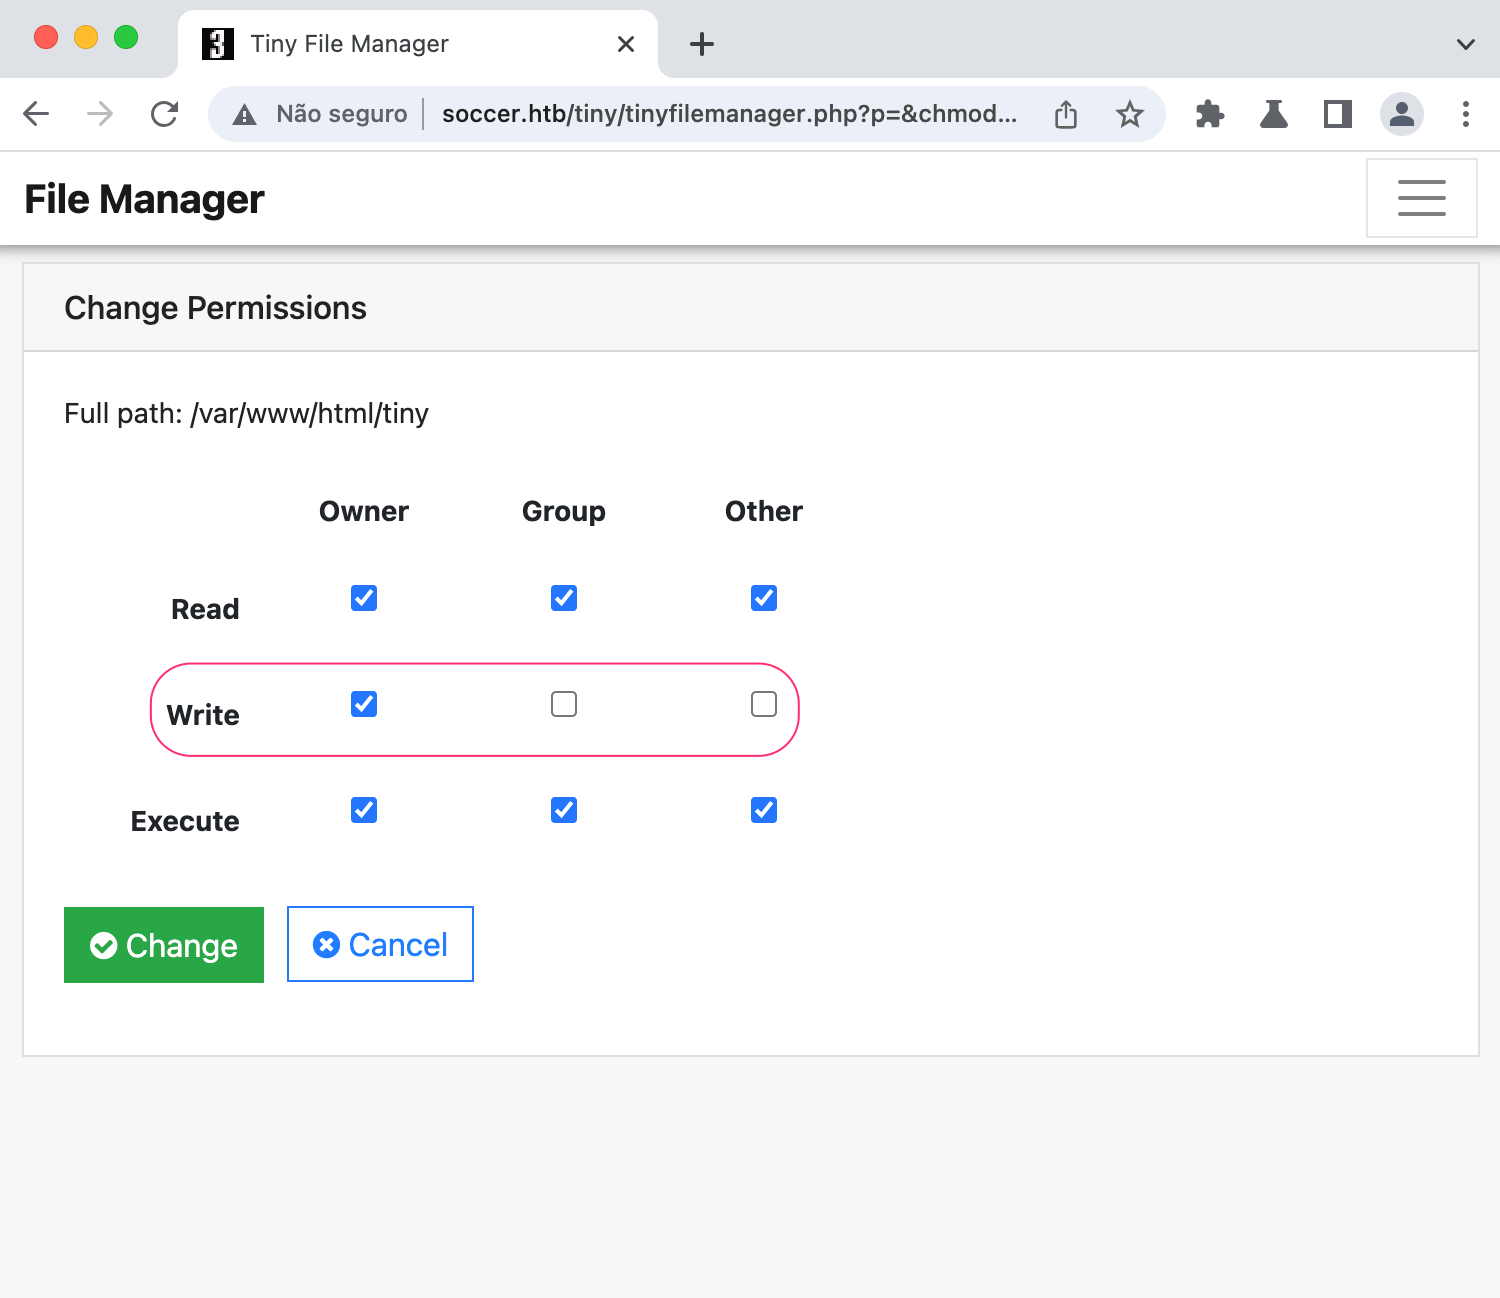 Tiny File Manager
Não seguro soccer.htb/tiny/tinyfilemanager.php?p=&chmod...
File Manager
Change Permissions
Full path: /var/www/html/tiny
Owner Group Other
Read
Write
Execute
Change Cancel